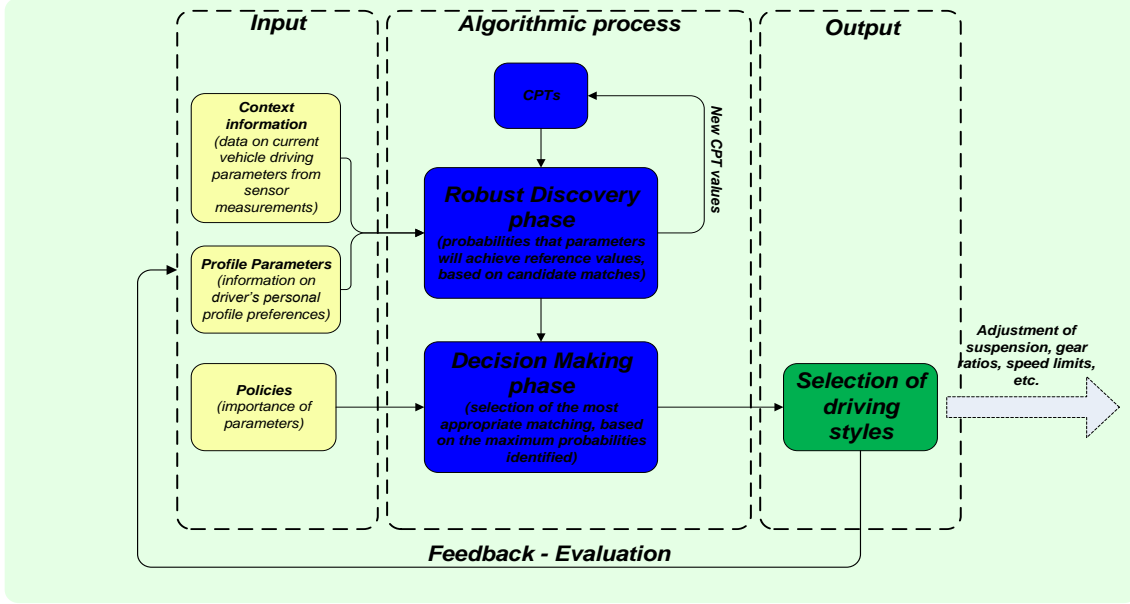 Input
Algorithmic process
Output
CPTs
New CPT values
Context
information
(data on current
vehicle driving
parameters from
sensor
measurements)
Robust Discovery
phase
(probabilities that parameters
will achieve reference values,
based on candidate matches)
Profile Parameters
(information on
driver's personal
profile preferences)
Decision Making
phase
(selection of the most
appropriate matching, based
on the maximum probabilities
identified)
Policies
(importance of
parameters)
Selection of
driving
styles
Adjustment of
suspension, gear
ratios, speed limits,
etc.
Feedback - Evaluation